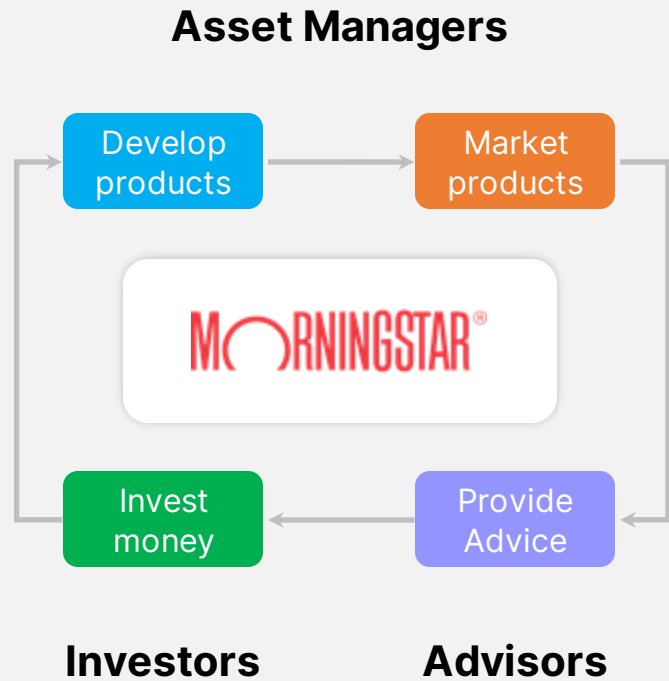 Asset Managers
Develop
products
Market
products
MORNINGSTAR®
Invest
money
Provide
Advice
Investors
Advisors